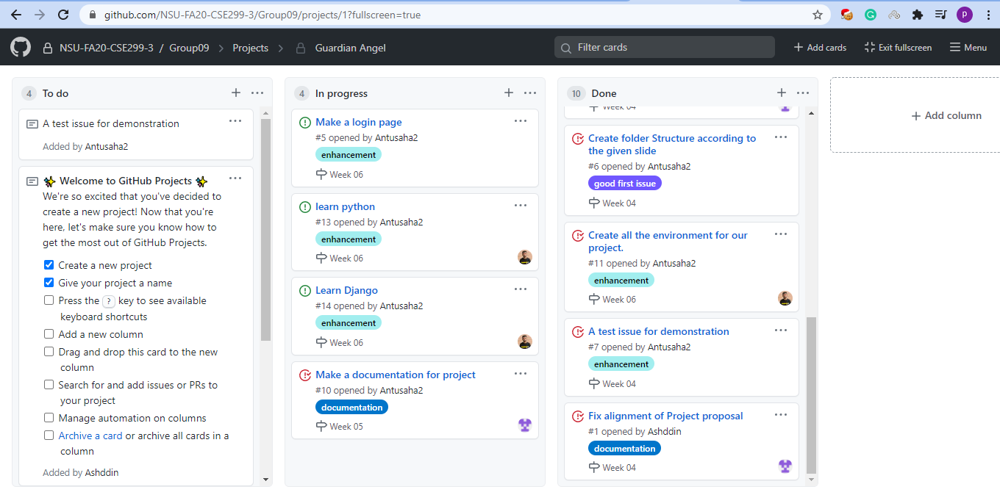 github.com/NSU-FA20-CSE299-3/Group09/projects/1?fullscreen=true
P
NSU-FA20-CSE299-3 / Group09 Projects Guardian Angel
Filter cards
Add cards
Exit fullscreen
Menu
4 To do
A test issue for demonstration
Added by Antusaha2
✨ Welcome to GitHub Projects ✨
We're so excited that you've decided to
create a new project! Now that you're
here, let's make sure you know how to
get the most out of GitHub Projects.
Create a new project
Give your project a name
Press the ? key to see available
keyboard shortcuts
Add a new column
Drag and drop this card to the new
column
Search for and add issues or PRs to
your project
Manage automation on columns
Archive a card or archive all cards in a
column
Added by Ashddin
4 In progress
Make a login page
#5 opened by Antusaha2
enhancement
Week 06
learn python
#13 opened by Antusaha2
enhancement
Week 06
Learn Django
#14 opened by Antusaha2
enhancement
Week 06
Make a documentation for project
#10 opened by Antusaha2
documentation
Week 05
10 Done
Week 04
Create folder Structure according to
the given slide
#6 opened by Antusaha2
good first issue
Week 04
Create all the environment for our
project.
#11 opened by Antusaha2
enhancement
Week 06
A test issue for demonstration
#7 opened by Antusaha2
enhancement
Week 04
Fix alignment of Project proposal
#1 opened by Ashddin
documentation
Week 04
Add column